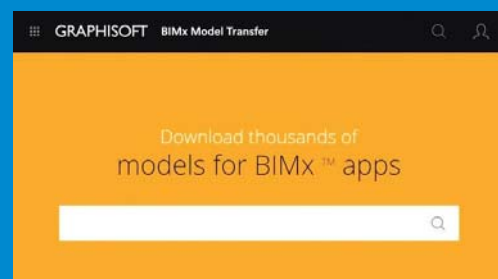 GRAPHISOFT BIMx Model Transfer
Download thousands of
models for BIMx ™ apps